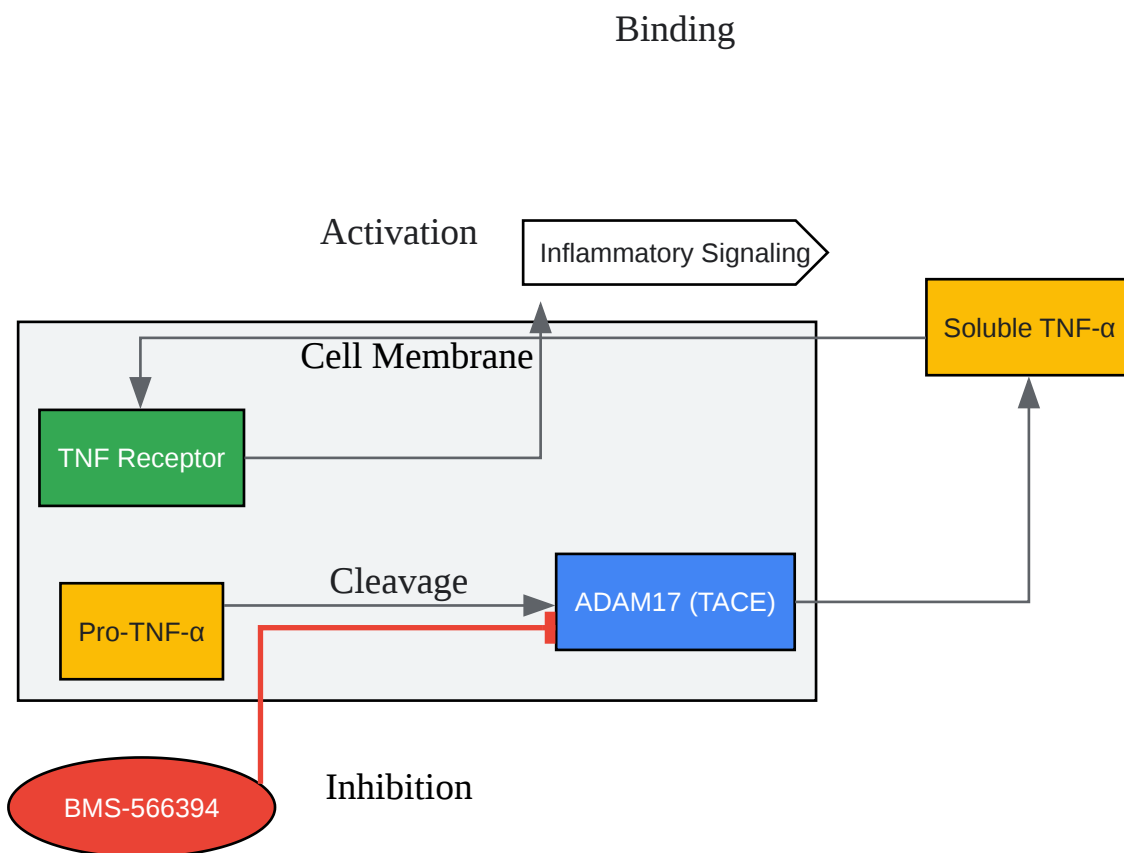 Binding
Activation
Inflammatory Signaling
Soluble TNF-α
Cell Membrane
TNF Receptor
Cleavage
ADAM17 (TACE)
Pro-TNF-α
Inhibition
BMS-566394